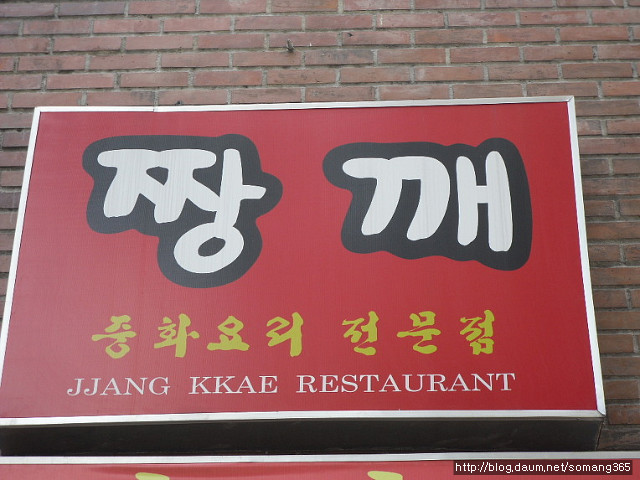 짱 깨
중화요리 전문점
JJANG KKAE RESTAURANT
http://blog.daum.net/somang365